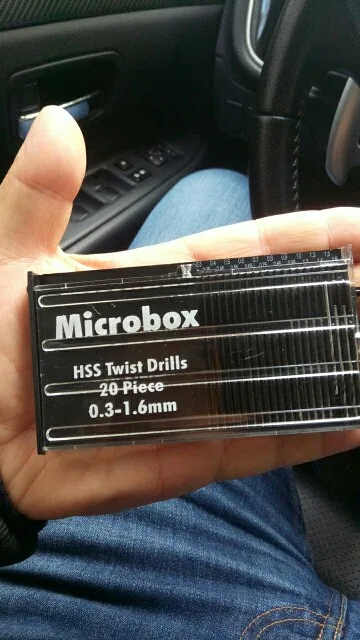 Microbox
HSS Twist Drills
20 Piece
0.3-1.6mm